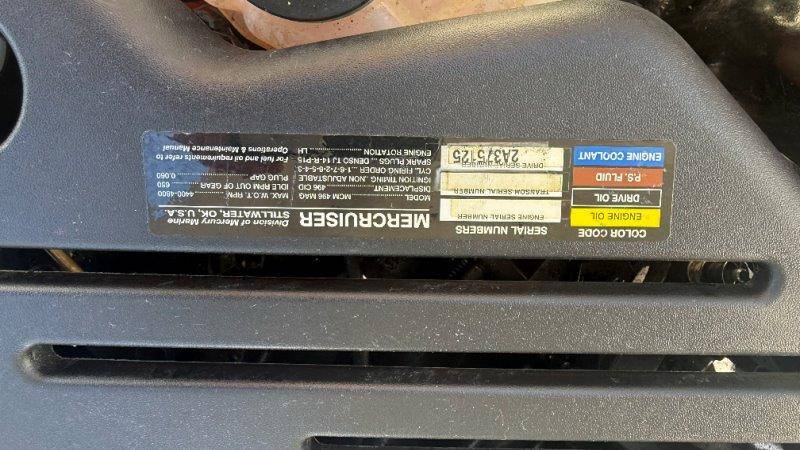 COLOR CODE
ENGINE OIL
DRIVE OIL
P.S. FLUID
ENGINE COOLANT
SERIAL NUMBERS
ENGINE SERIAL NUMBER
TRANSOM SERIAL NUMBER
DRIVE SERIAL NUMBER
2A375125
MERCRUISER
MODEL MCM 496 MAG
DISPLACEMENT 496 CID
IGNITION TIMING NON ADJUSTABLE
CYL. FIRING ORDER ...1-8-7-2-6-5-4-3
SPARK PLUGS... DENSO TJ14-R-P15
ENGINE ROTATION LH
Division of Mercury Marine
STILLWATER, OK, U.S.A.
MAX. W.O.T. RPM 4400-4800
IDLE RPM OUT OF GEAR 650
PLUG GAP 0.060
For fuel and oil requirements refer to
Operations & Maintenance Manual